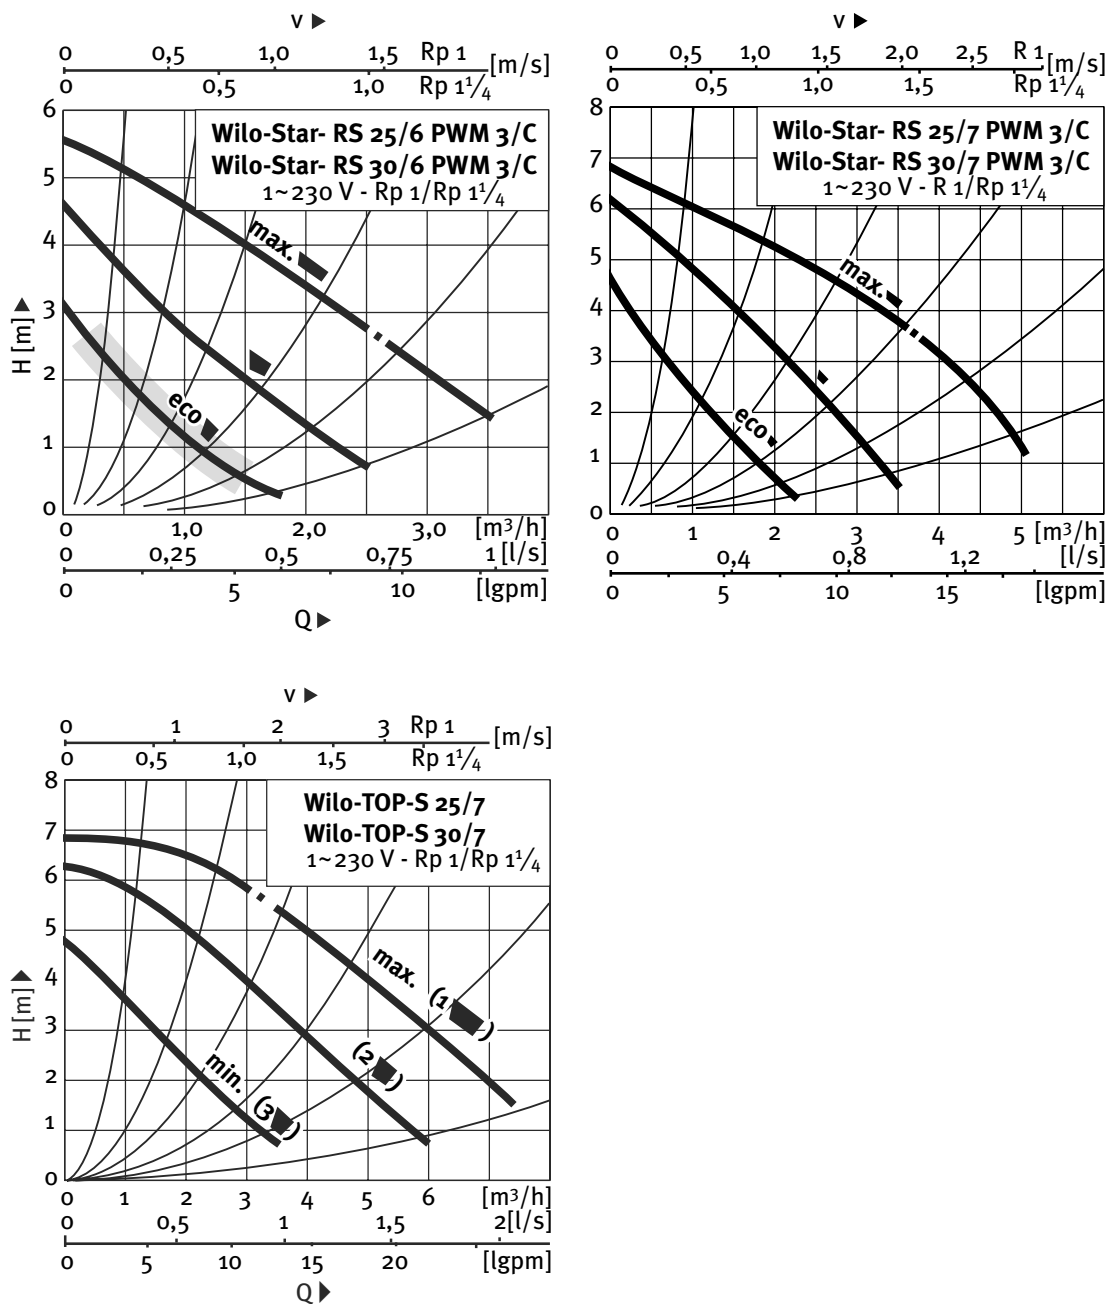 v
0 0,5 1,0 1,5 Rp 1
[m/s]
0 0,5 1,0 Rp 1¼
6
5
4
3
2
1
0
H [m]
Wilo-Star- RS 25/6 PWM 3/C
Wilo-Star- RS 30/6 PWM 3/C
1~230 V - Rp 1/Rp 1¼
max.
eco
0 1,0 2,0 3,0 [m³/h]
0 0,25 0,5 0,75 1 [l/s]
0 5 10 [lgpm]
Q
v
0 0,5 1,0 1,5 2,0 2,5 R 1
[m/s]
0 0,5 1,0 1,5 Rp 1¼
8
7
6
5
4
3
2
1
0
Wilo-Star- RS 25/7 PWM 3/C
Wilo-Star- RS 30/7 PWM 3/C
1~230 V - R 1/Rp 1¼
max.
eco
0 1 2 3 4 5 [m³/h]
0 0,4 0,8 1,2 [l/s]
0 5 10 15 [lgpm]
v
0 1 2 3 Rp 1
[m/s]
0 0,5 1,0 1,5 Rp 1¼
8
7
6
5
4
3
2
1
0
H [m]
Wilo-TOP-S 25/7
Wilo-TOP-S 30/7
1~230 V - Rp 1/Rp 1¼
max. (1 )
(2 )
min. (3 )
0 1 2 3 4 5 6 [m³/h]
0 0,5 1 1,5 2 [l/s]
0 5 10 15 20 [lgpm]
Q